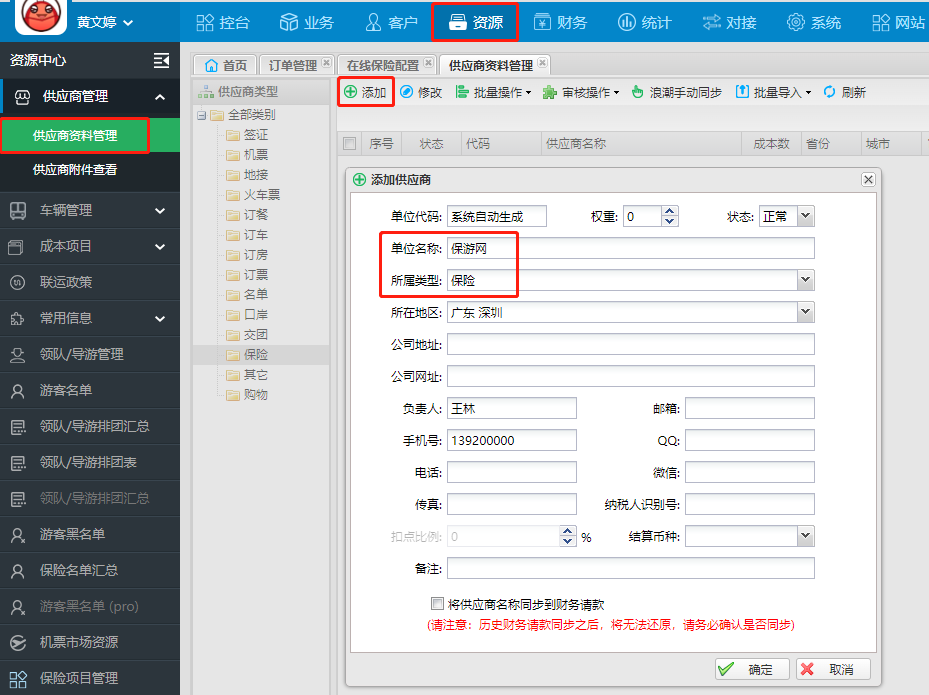 黄文婷
控台
业务
客户
资源
财务
统计
对接
系统
网站
资源中心
供应商管理
供应商资料管理
供应商附件查看
车辆管理
成本项目
联运政策
常用信息
领队/导游管理
游客名单
领队/导游排团汇总
领队/导游排团表
领队/导游排团汇总
游客黑名单
保险名单汇总
游客黑名单 (pro)
机票市场资源
保险项目管理
首页
订单管理
在线保险配置
供应商资料管理
供应商类型
全部类别
签证
机票
地接
火车票
订餐
订车
订房
订票
名单
口岸
交团
保险
其它
购物
添加
修改
批量操作
审核操作
浪潮手动同步
批量导入
刷新
序号
状态
代码
供应商名称
成本数
省份
城市
添加供应商
单位代码: 系统自动生成 权重: 0 状态: 正常
单位名称: 保游网
所属类型: 保险
所在地区: 广东 深圳
公司地址:
公司网址:
负责人: 王林 邮箱:
手机号: 139200000 QQ:
电话: 微信:
传真: 纳税人识别号:
扣点比例: 0 % 结算币种:
备注:
将供应商名称同步到财务请款
(请注意：历史财务请款同步之后，将无法还原，请务必确认是否同步)
确定
取消